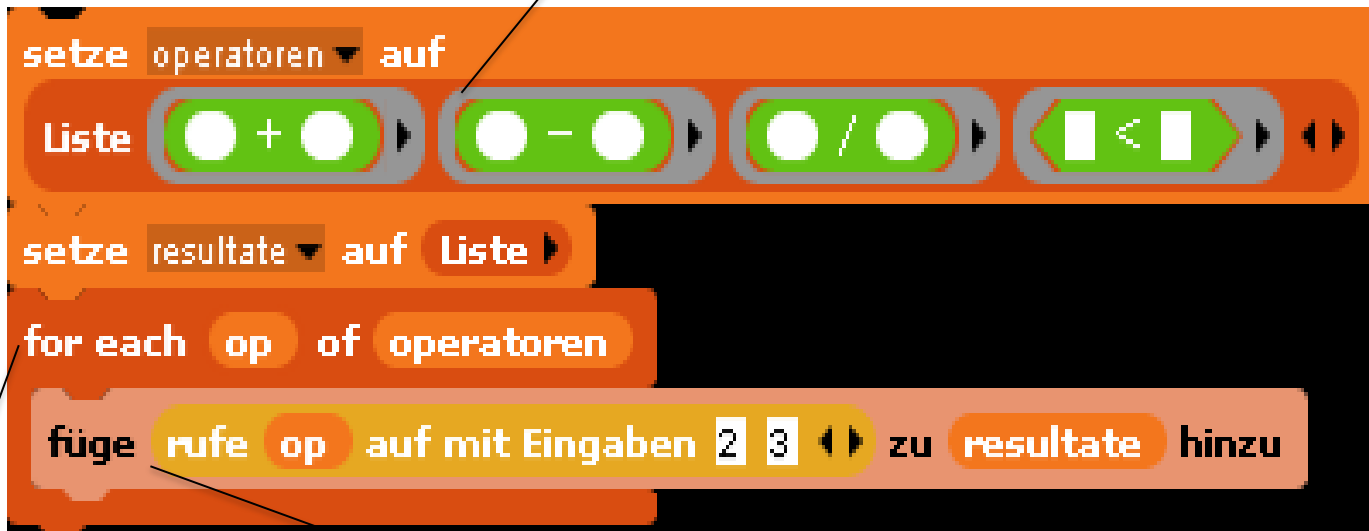 setze operatoren auf
Liste + - / <
setze resultate auf Liste
for each op of operatoren
füge rufe op auf mit Eingaben 2 3 zu resultate hinzu